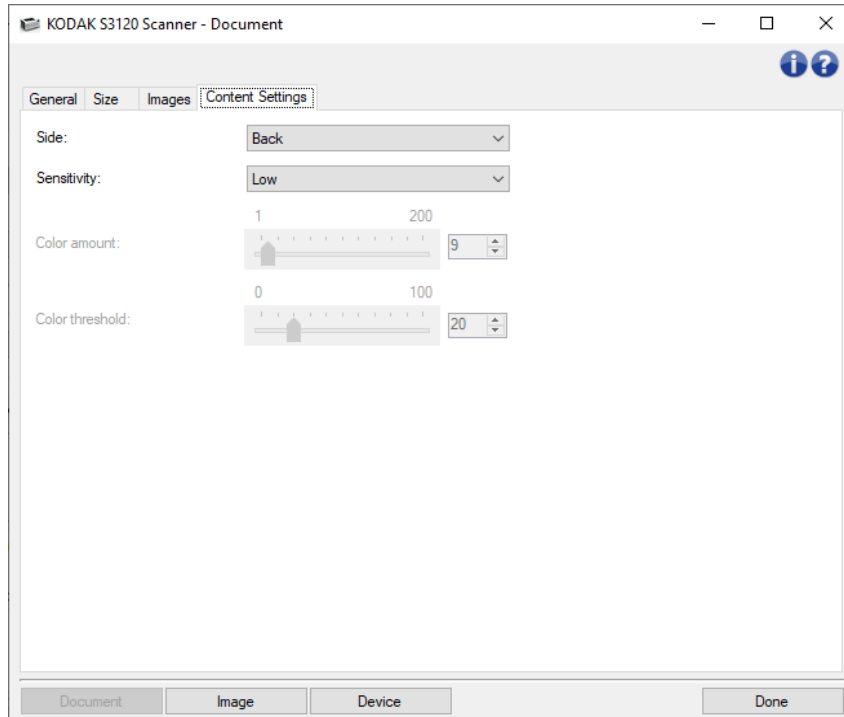 KODAK S3120 Scanner - Document
General Size Images Content Settings
Side: Back
Sensitivity: Low
1 200
Color amount: 9
0 100
Color threshold: 20
Document Image Device Done